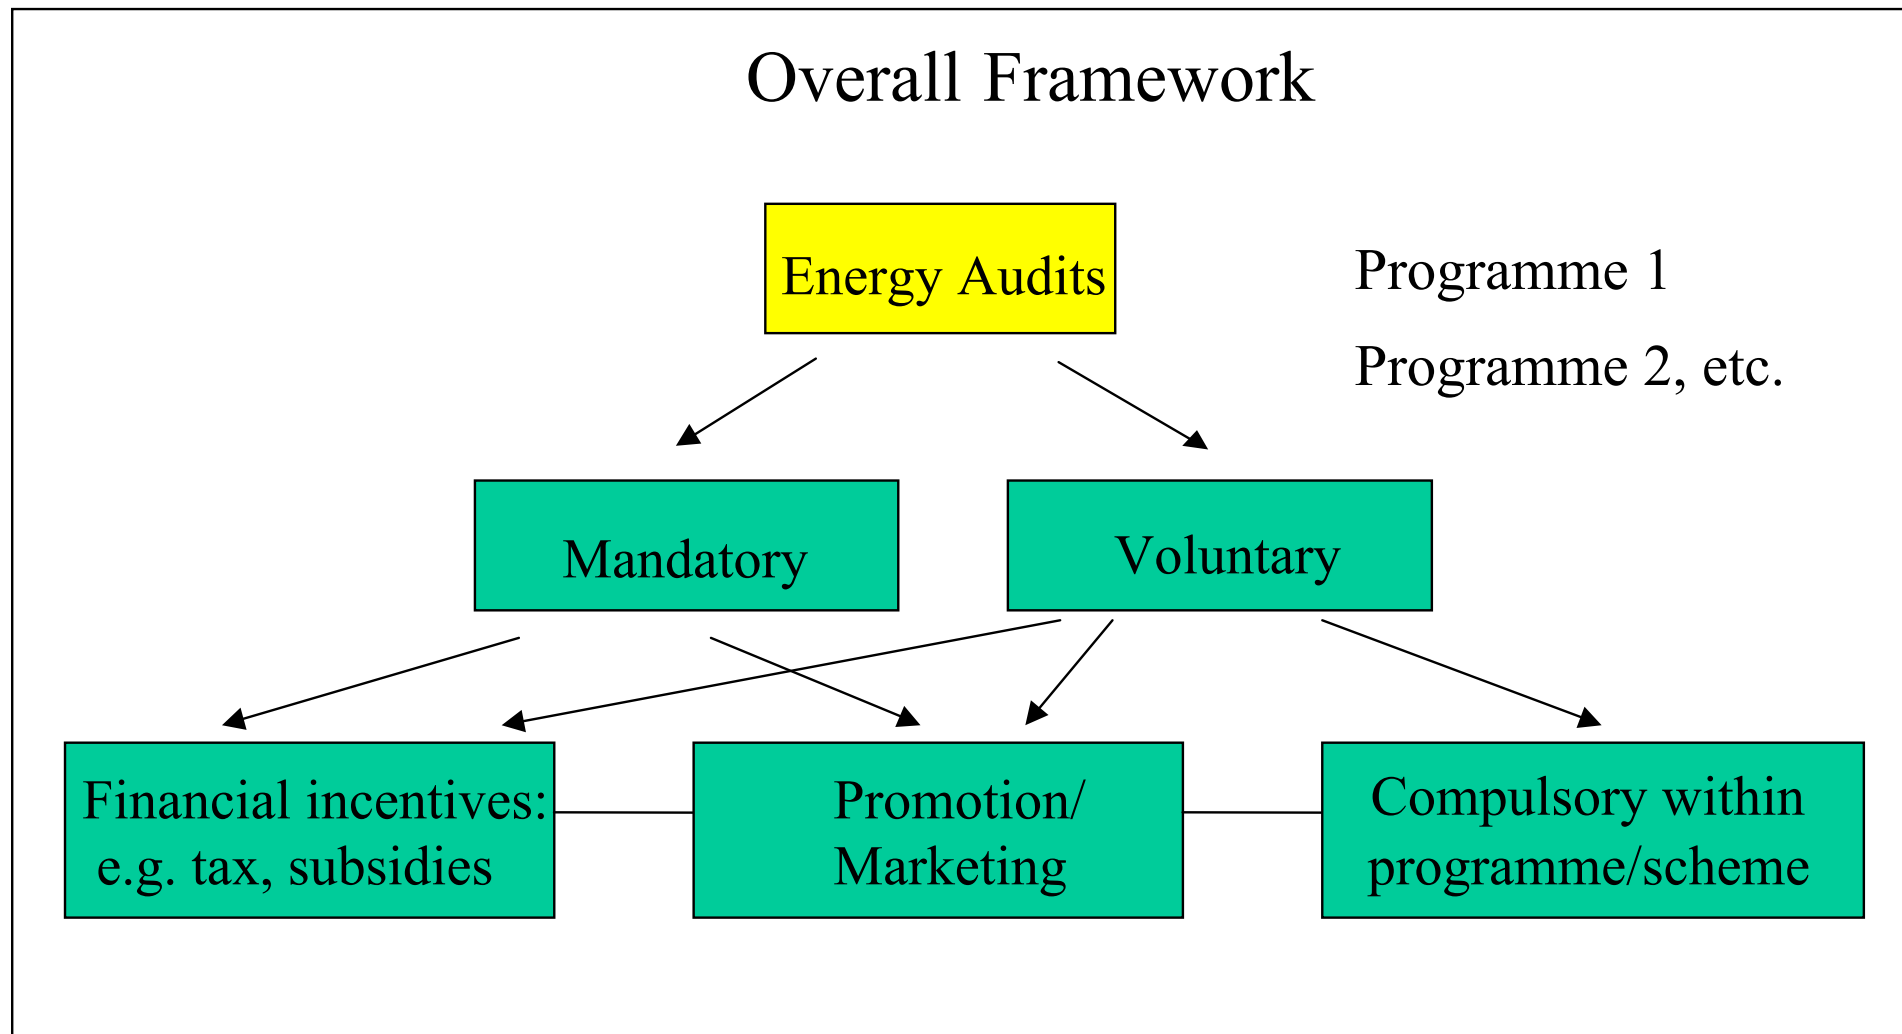 Overall Framework
Energy Audits
Programme 1
Programme 2, etc.
Mandatory
Voluntary
Financial incentives:
e.g. tax, subsidies
Promotion/
Marketing
Compulsory within
programme/scheme